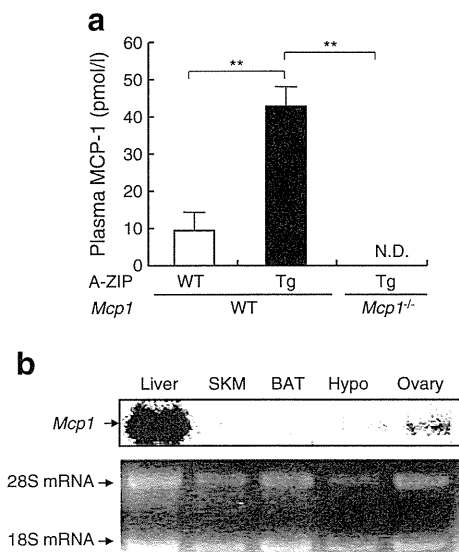 a
Plasma MCP-1 (pmol/l)
60
50
40
30
20
10
0
**
**
N.D.
A-ZIP WT Tg Tg
Mcp1 WT Mcp1-/-
b
Liver SKM BAT Hypo Ovary
Mcp1
28S mRNA
18S mRNA